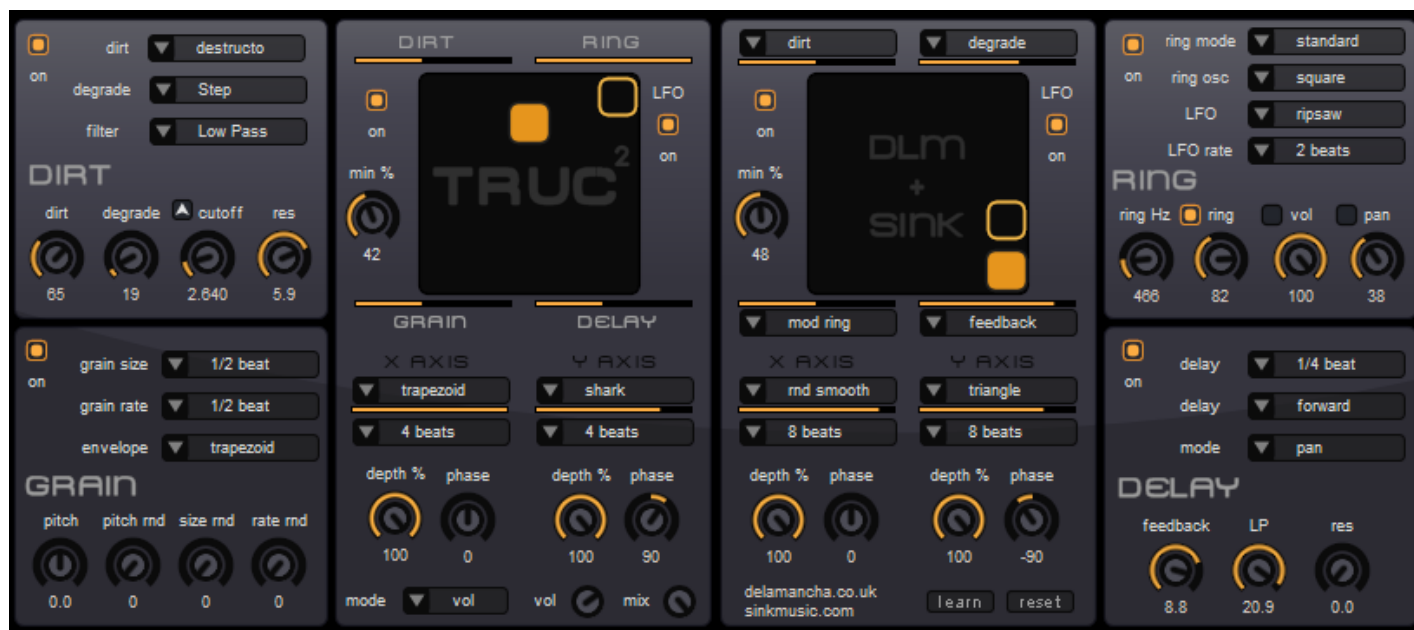 on
dirt destructo
degrade Step
filter Low Pass
DIRT
dirt degrade cutoff res
65 19 2.640 5.9
on
grain size 1/2 beat
grain rate 1/2 beat
envelope trapezoid
GRAIN
pitch pitch rnd size rnd rate rnd
0.0 0 0 0
DIRT RING
on
LFO
on
min %
42
TRUC2
GRAIN DELAY
X AXIS Y AXIS
trapezoid shark
4 beats 4 beats
depth % phase depth % phase
100 0 100 90
mode vol vol mix
dirt degrade
on
LFO
on
min %
48
DLM
+
SINK
mod ring feedback
X AXIS Y AXIS
rnd smooth triangle
8 beats 8 beats
depth % phase depth % phase
100 0 100 -90
delamancha.co.uk
sinkmusic.com
learn reset
on
ring mode standard
ring osc square
LFO ripsaw
LFO rate 2 beats
RING
ring Hz ring vol pan
466 82 100 38
on
delay 1/4 beat
delay forward
mode pan
DELAY
feedback LP res
8.8 20.9 0.0